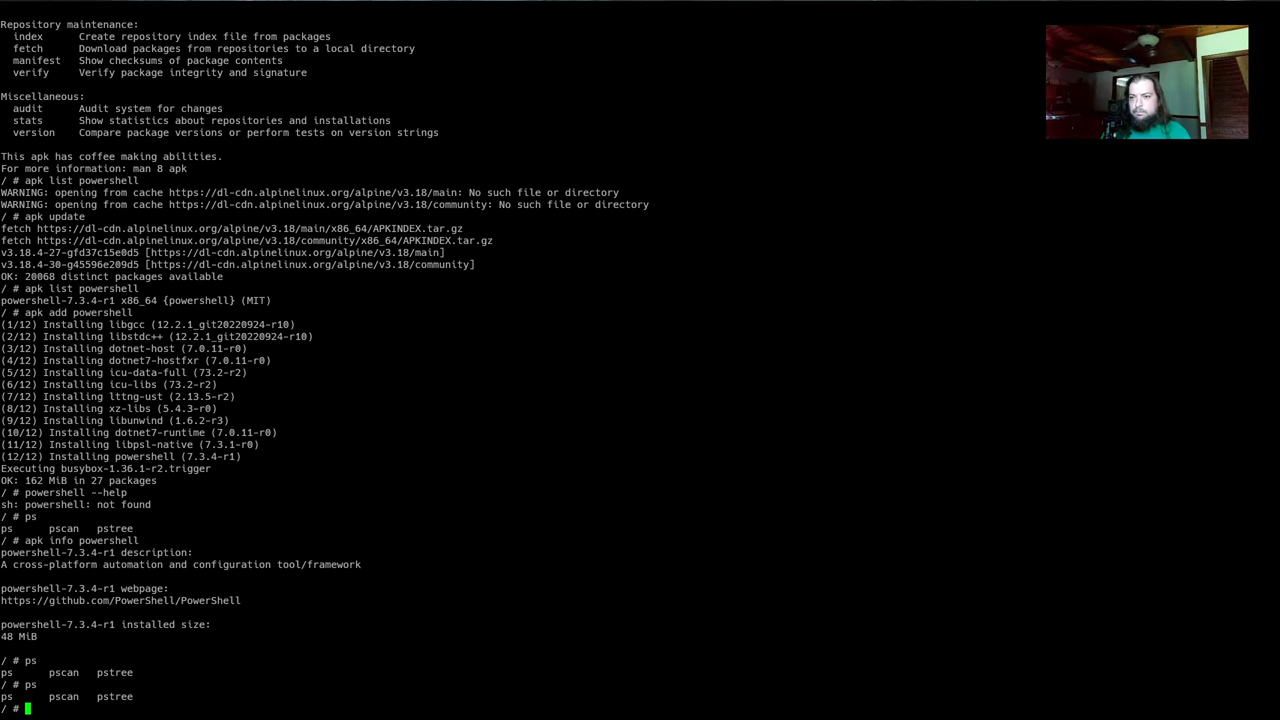 Repository maintenance:
  index      Create repository index file from packages
  fetch      Download packages from repositories to a local directory
  manifest   Show checksums of package contents
  verify     Verify package integrity and signature
Miscellaneous:
  audit      Audit system for changes
  stats      Show statistics about repositories and installations
  version    Compare package versions or perform tests on version strings
This apk has coffee making abilities.
For more information: man 8 apk
/ # apk list powershell
WARNING: opening from cache https://dl-cdn.alpinelinux.org/alpine/v3.18/main: No such file or directory
WARNING: opening from cache https://dl-cdn.alpinelinux.org/alpine/v3.18/community: No such file or directory
/ # apk update
fetch https://dl-cdn.alpinelinux.org/alpine/v3.18/main/x86_64/APKINDEX.tar.gz
fetch https://dl-cdn.alpinelinux.org/alpine/v3.18/community/x86_64/APKINDEX.tar.gz
v3.18.4-27-gfd37c15e0d5 [https://dl-cdn.alpinelinux.org/alpine/v3.18/main]
v3.18.4-30-g45596e209d5 [https://dl-cdn.alpinelinux.org/alpine/v3.18/community]
OK: 20068 distinct packages available
/ # apk list powershell
powershell-7.3.4-r1 x86_64 {powershell} (MIT)
/ # apk add powershell
(1/12) Installing libgcc (12.2.1_git20220924-r10)
(2/12) Installing libstdc++ (12.2.1_git20220924-r10)
(3/12) Installing dotnet-host (7.0.11-r0)
(4/12) Installing dotnet7-hostfxr (7.0.11-r0)
(5/12) Installing icu-data-full (73.2-r2)
(6/12) Installing icu-libs (73.2-r2)
(7/12) Installing lttng-ust (2.13.5-r2)
(8/12) Installing xz-libs (5.4.3-r0)
(9/12) Installing libunwind (1.6.2-r3)
(10/12) Installing dotnet7-runtime (7.0.11-r0)
(11/12) Installing libpsl-native (7.3.1-r0)
(12/12) Installing powershell (7.3.4-r1)
Executing busybox-1.36.1-r2.trigger
OK: 162 MiB in 27 packages
/ # powershell --help
sh: powershell: not found
/ # ps
ps      pscan   pstree
/ # apk info powershell
powershell-7.3.4-r1 description:
A cross-platform automation and configuration tool/framework
powershell-7.3.4-r1 webpage:
https://github.com/PowerShell/PowerShell
powershell-7.3.4-r1 installed size:
48 MiB
/ # ps
ps      pscan   pstree
/ # ps
ps      pscan   pstree
/ #